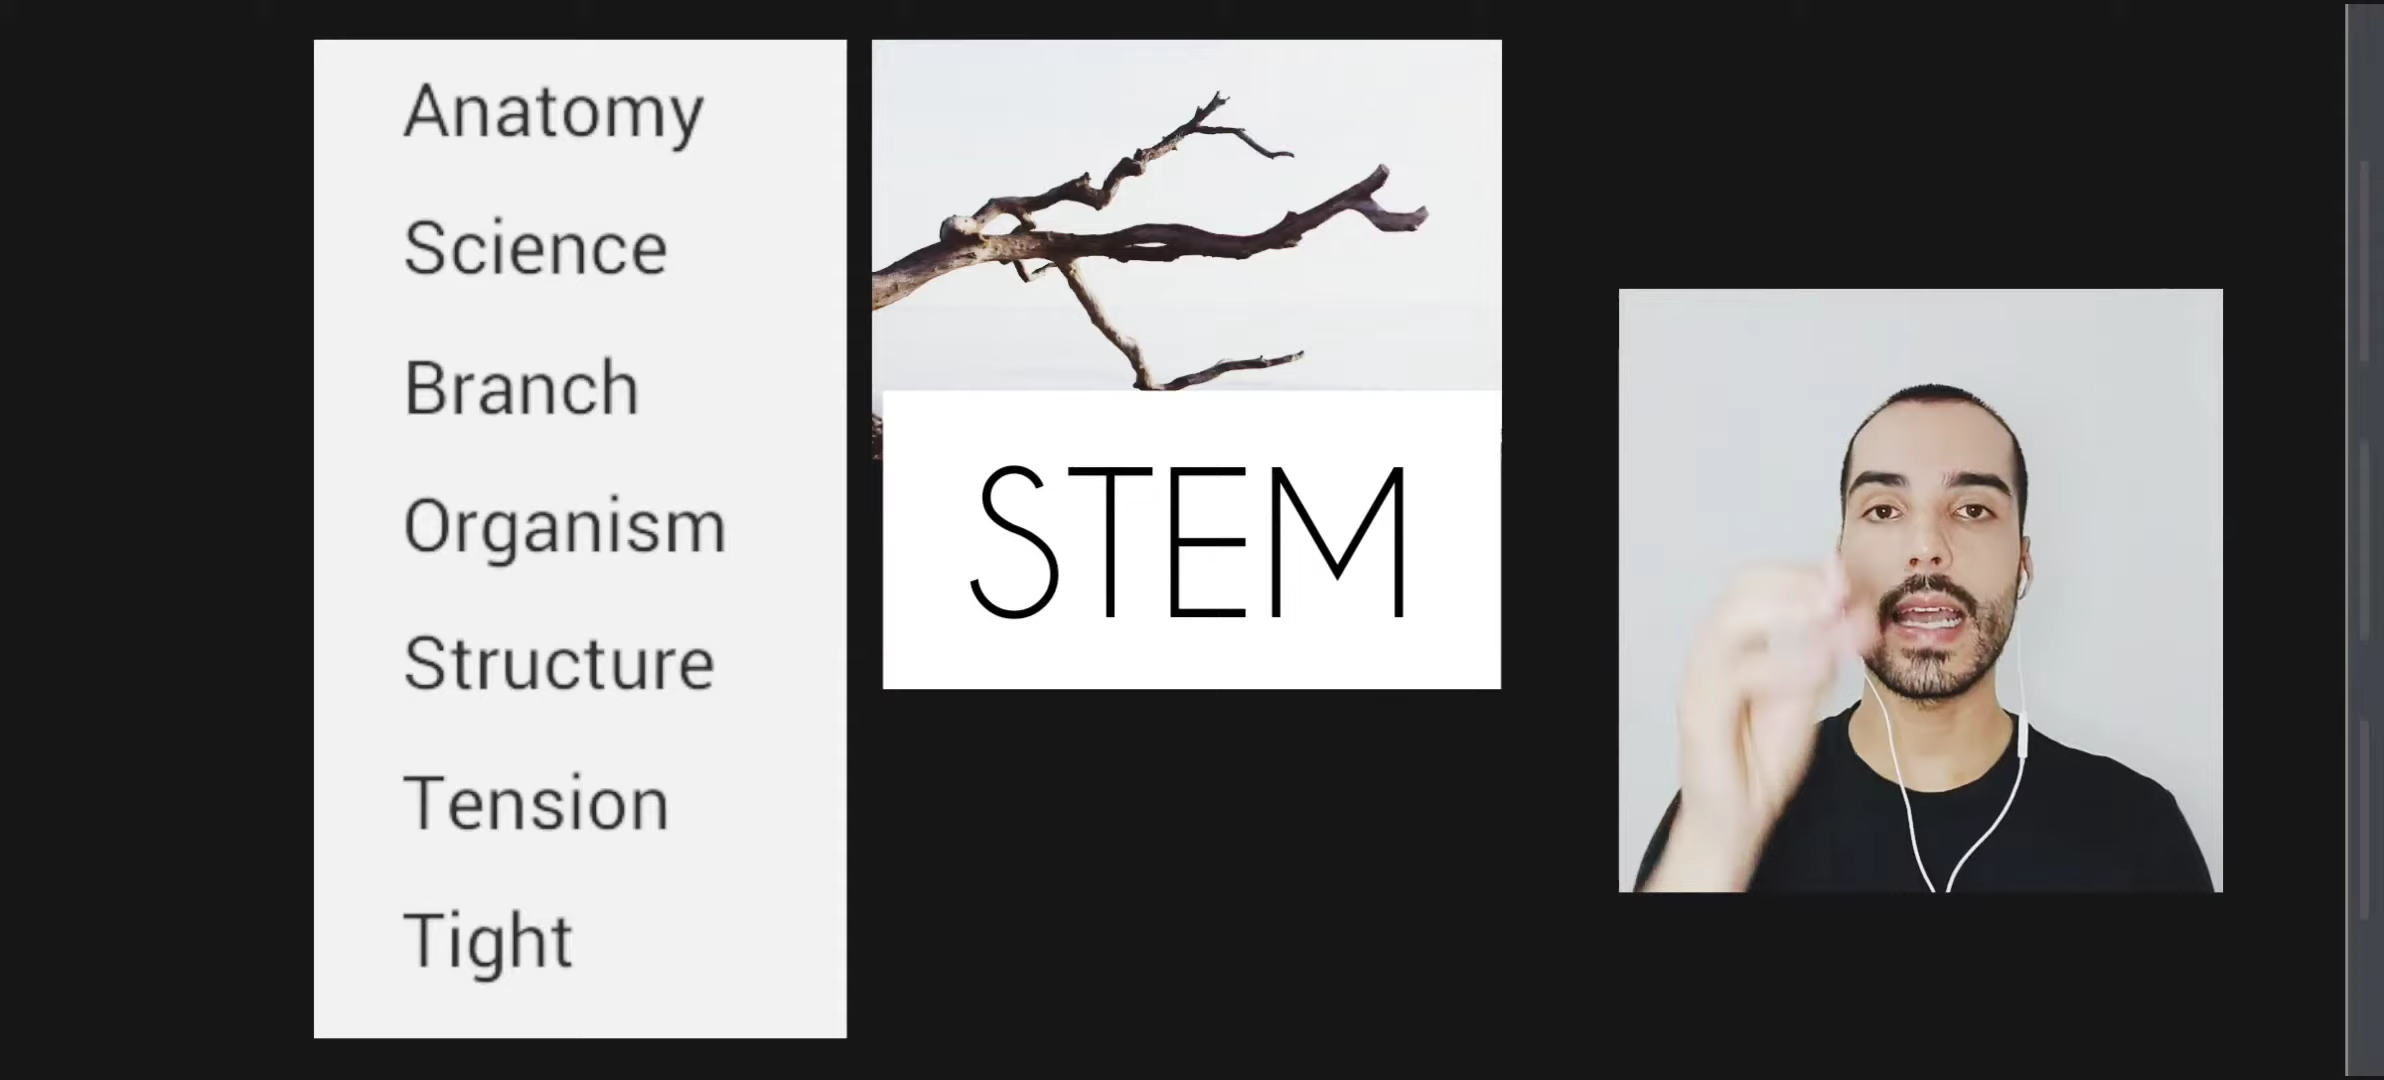 Anatomy
Science
Branch
Organism
Structure
Tension
Tight
STEM